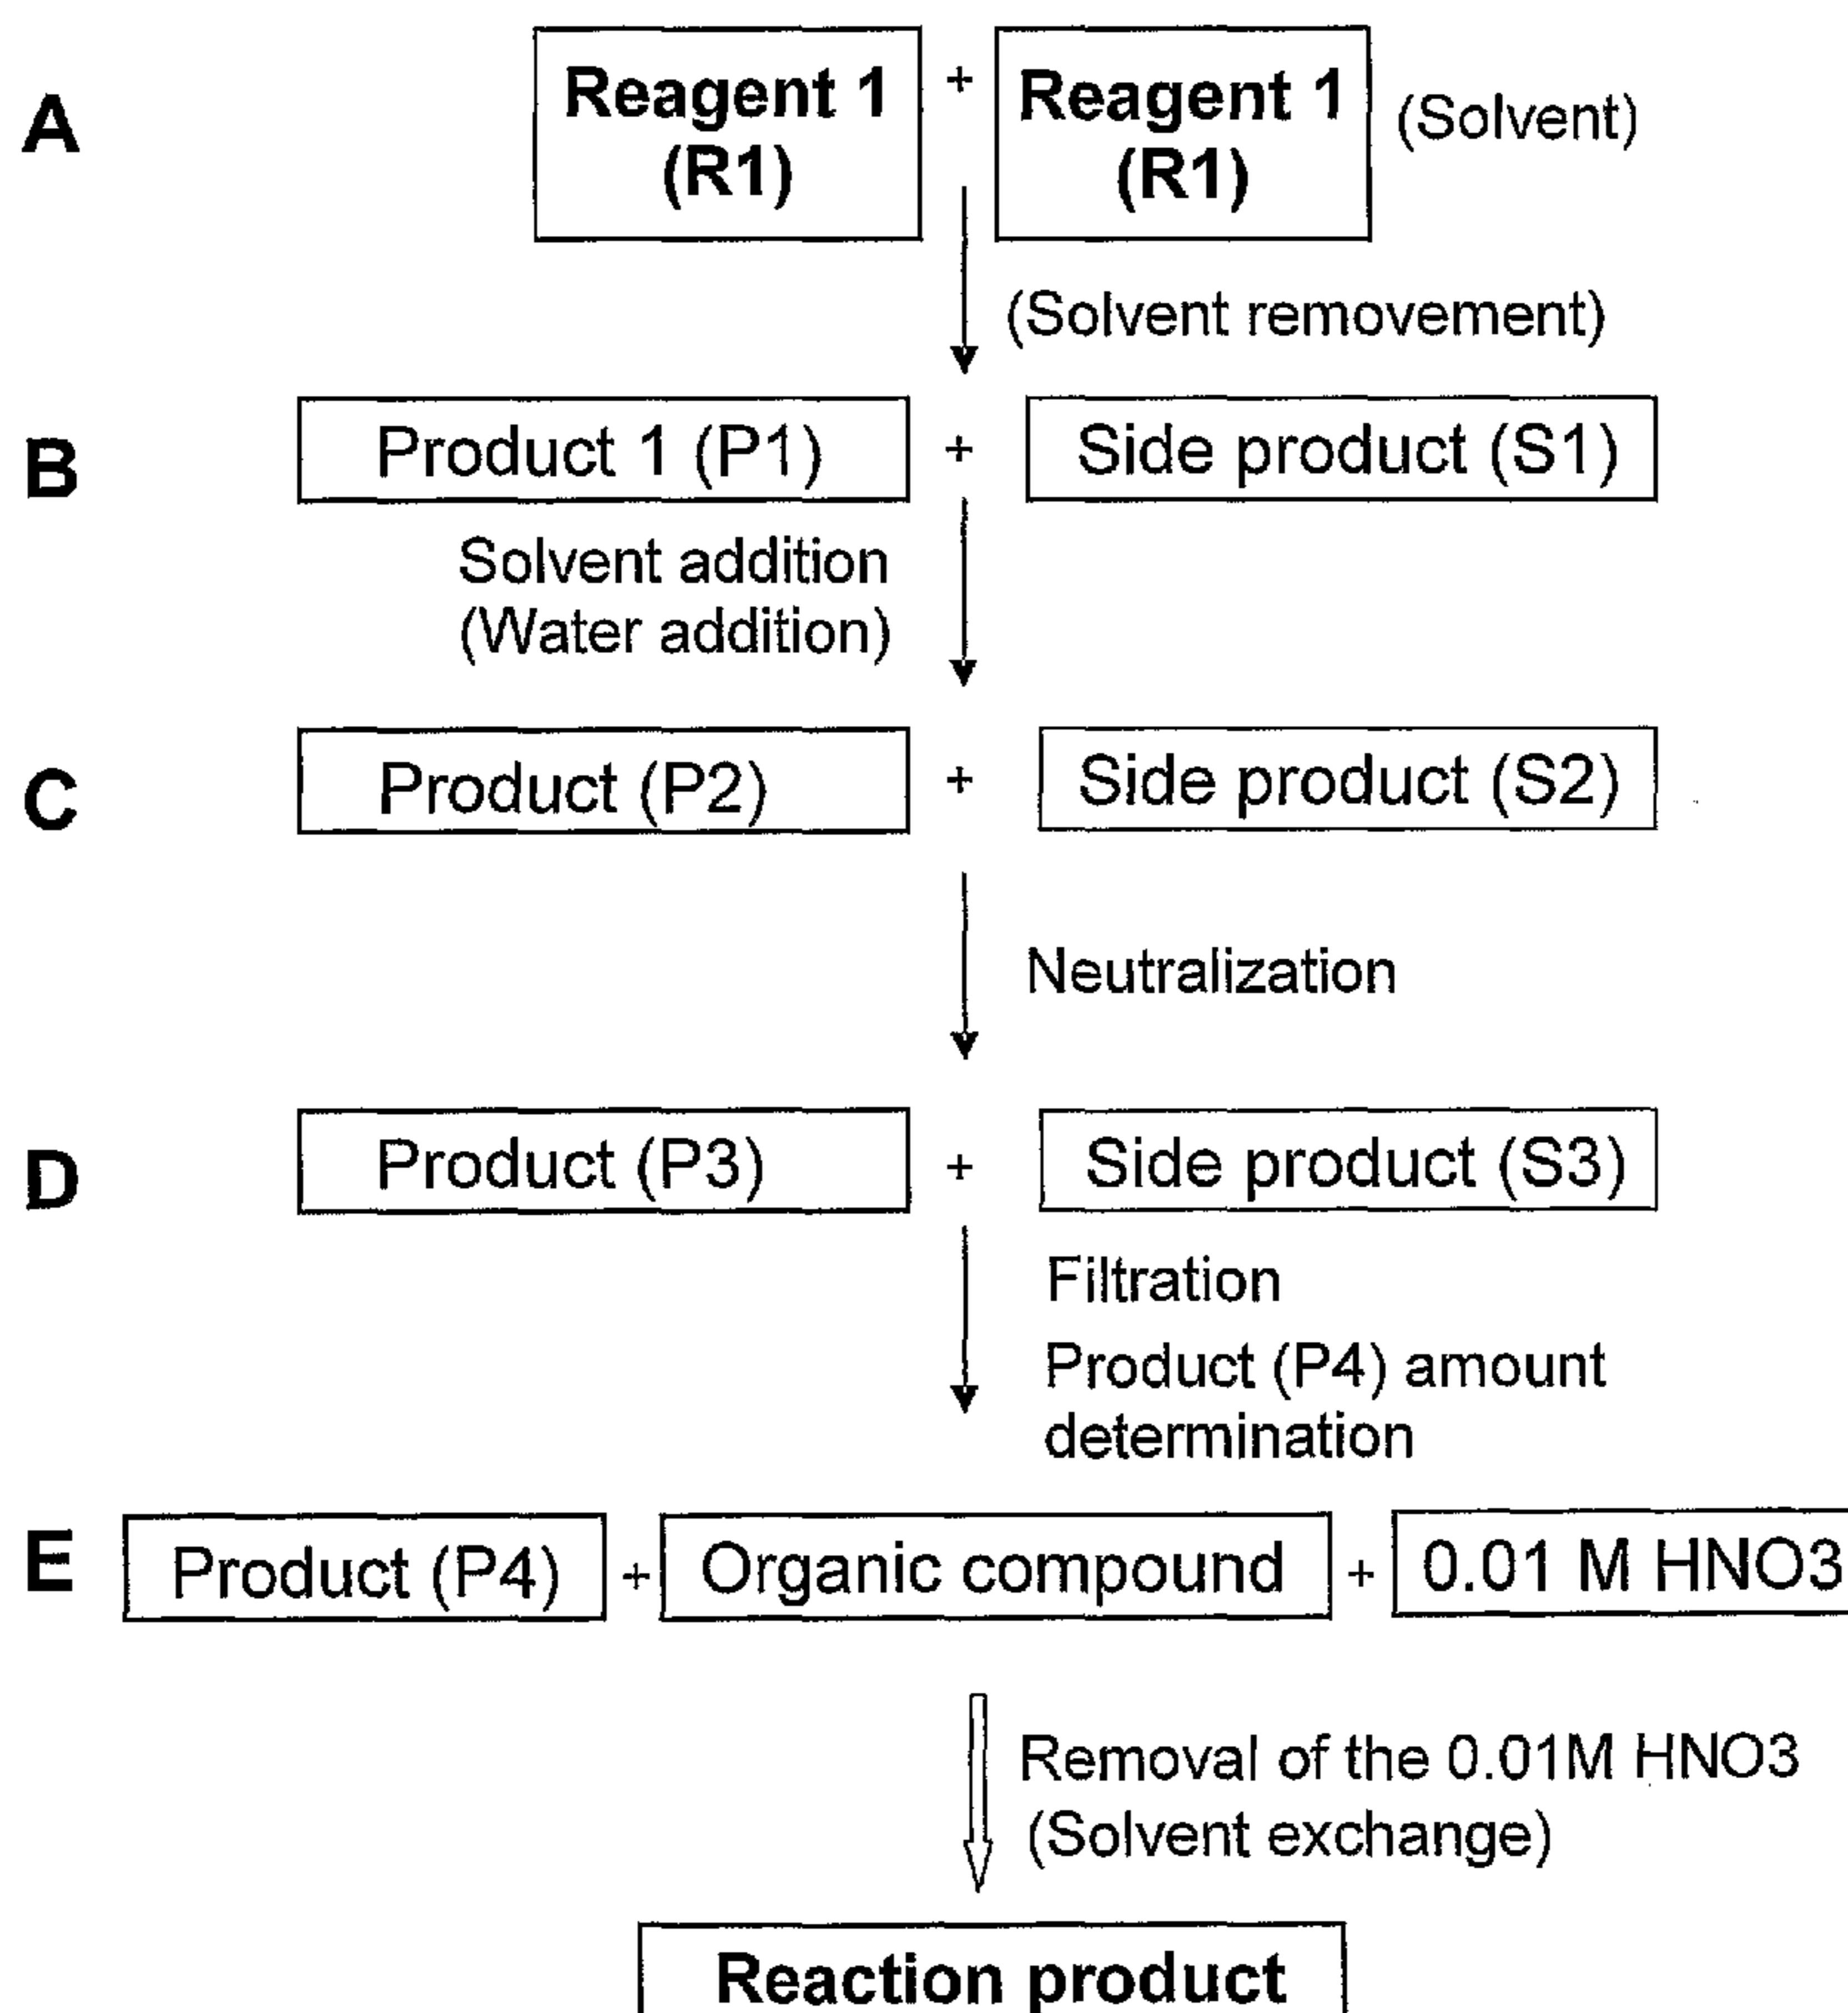 A
Reagent 1
(R1)
+
Reagent 1
(R1)
(Solvent)
(Solvent removement)
B
Product 1 (P1)
+
Side product (S1)
Solvent addition
(Water addition)
C
Product (P2)
+
Side product (S2)
Neutralization
D
Product (P3)
+
Side product (S3)
Filtration
Product (P4) amount
determination
E
Product (P4)
+
Organic compound
+
0.01 M HNO3
Removal of the 0.01M HNO3
(Solvent exchange)
Reaction product